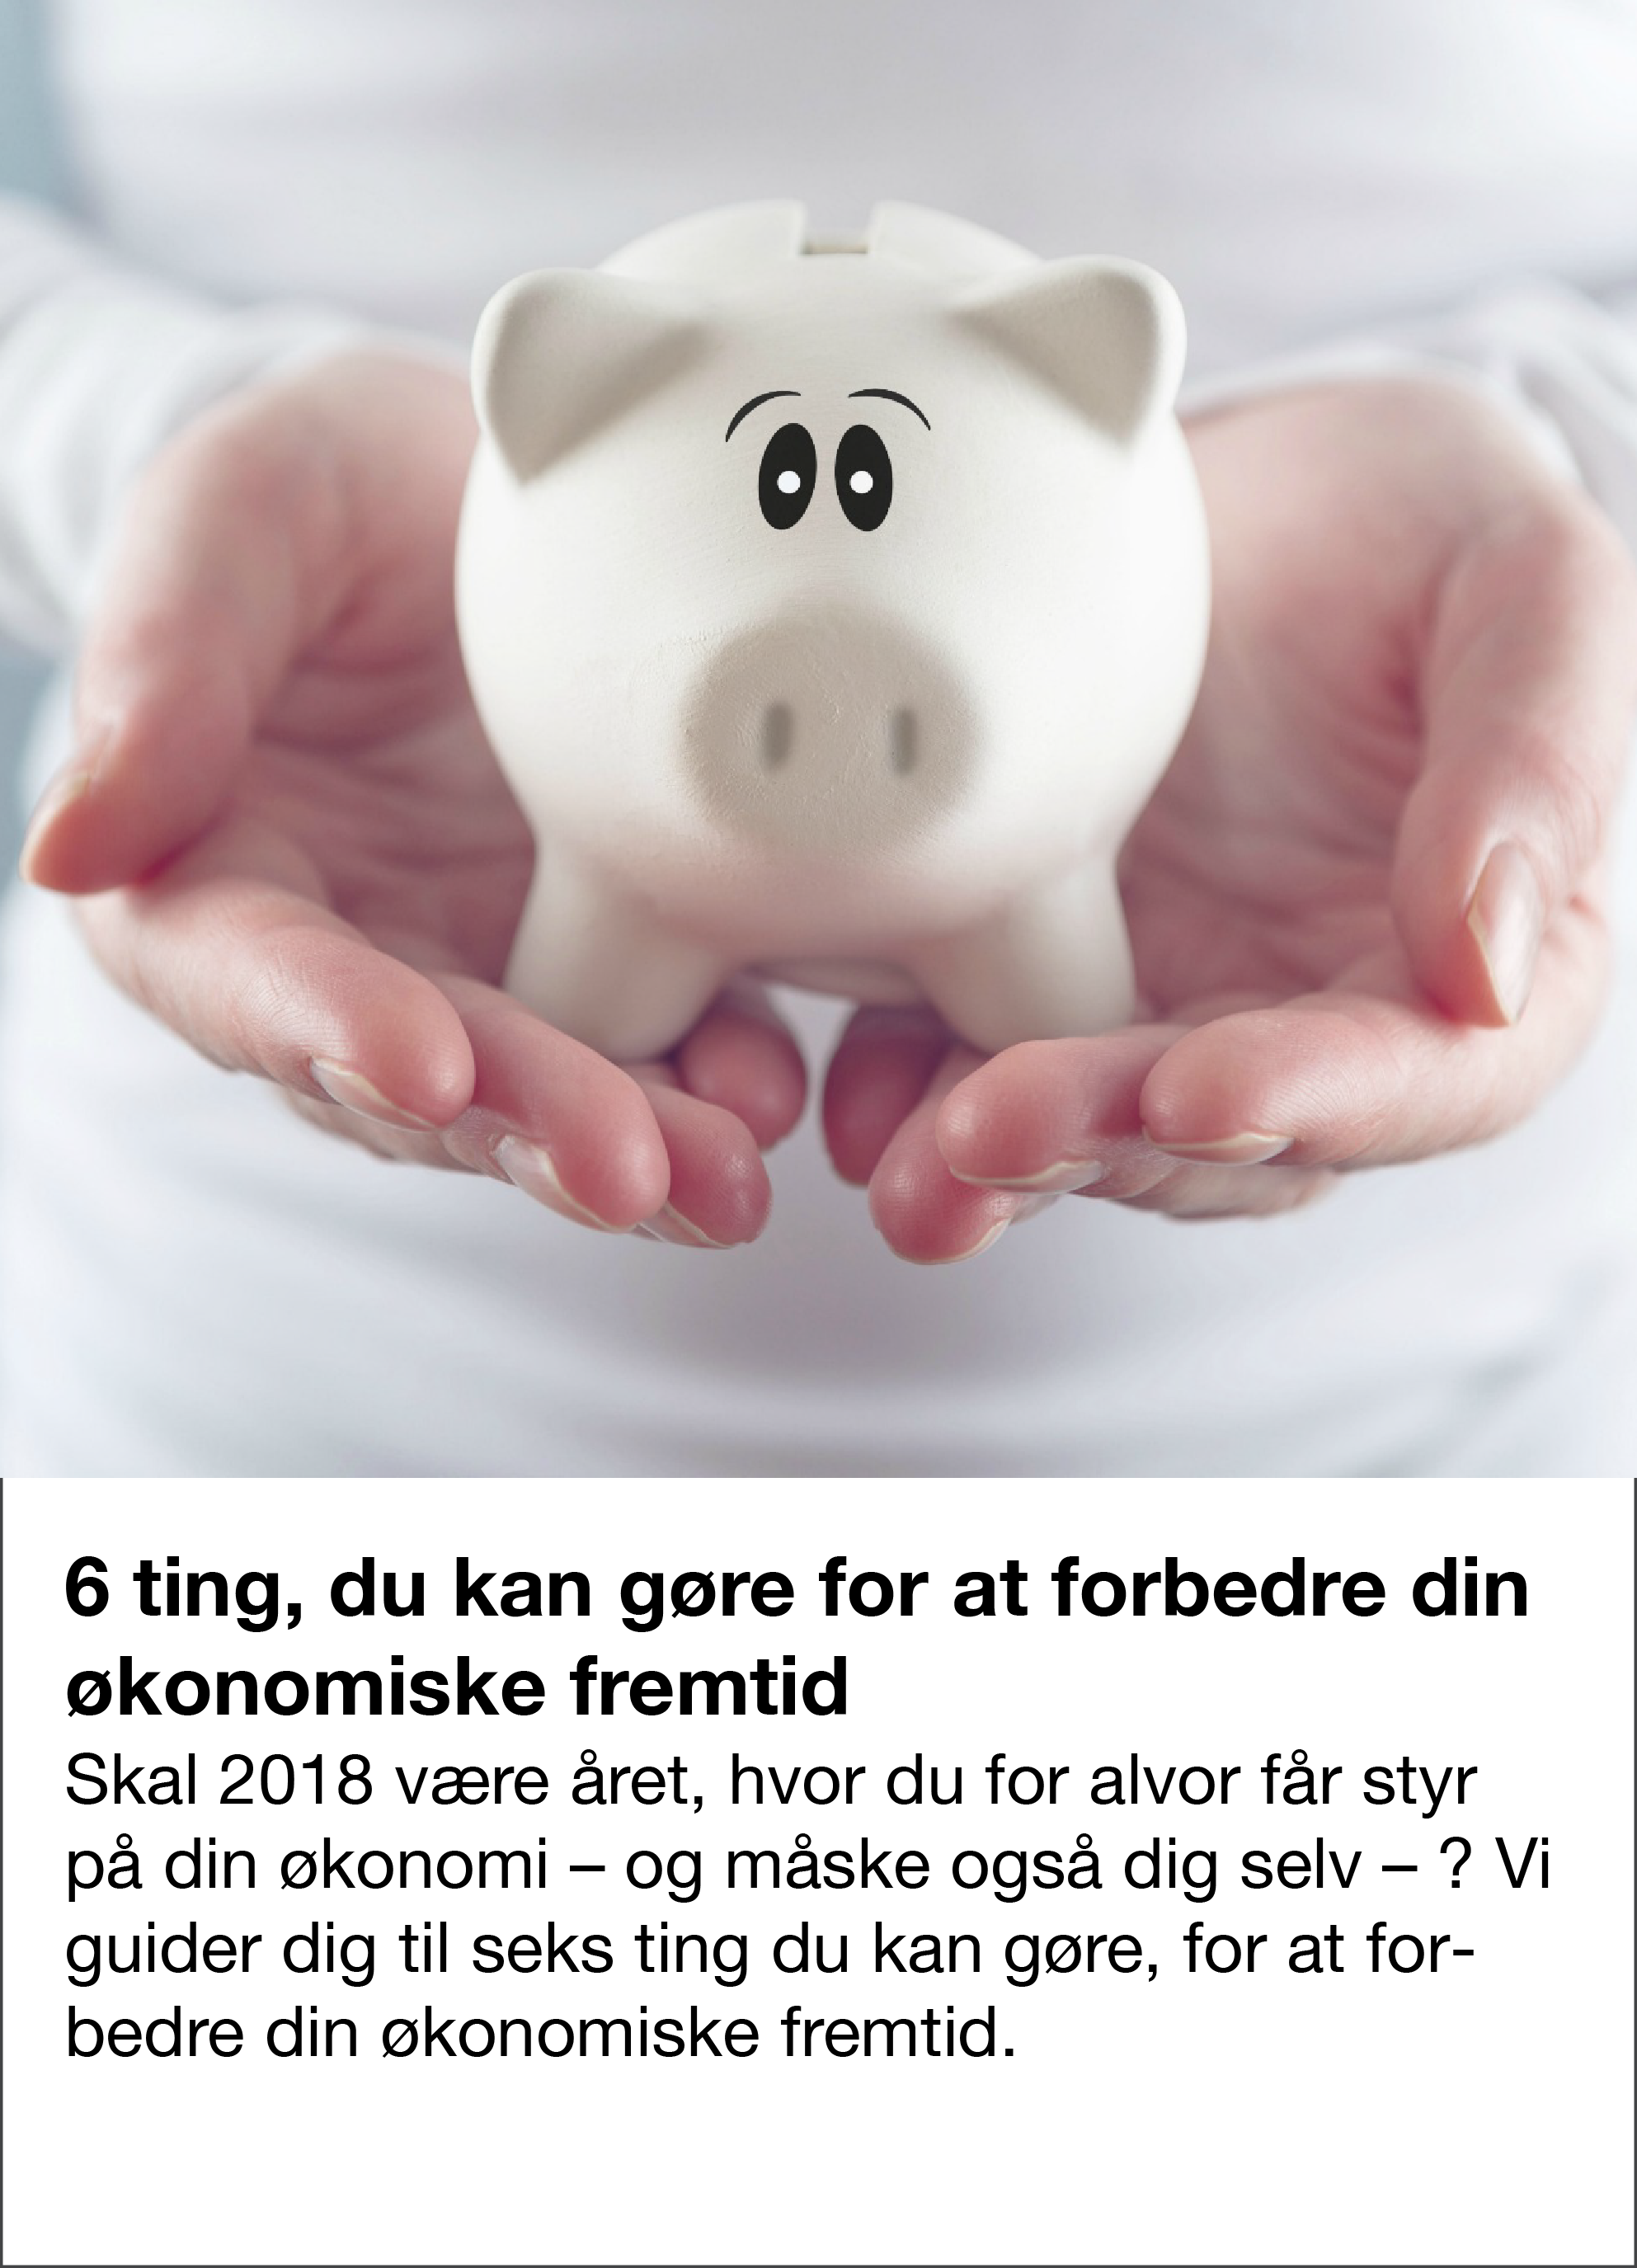 6 ting, du kan gøre for at forbedre din
økonomiske fremtid
Skal 2018 være året, hvor du for alvor får styr
på din økonomi – og måske også dig selv – ? Vi
guider dig til seks ting du kan gøre, for at for-
bedre din økonomiske fremtid.